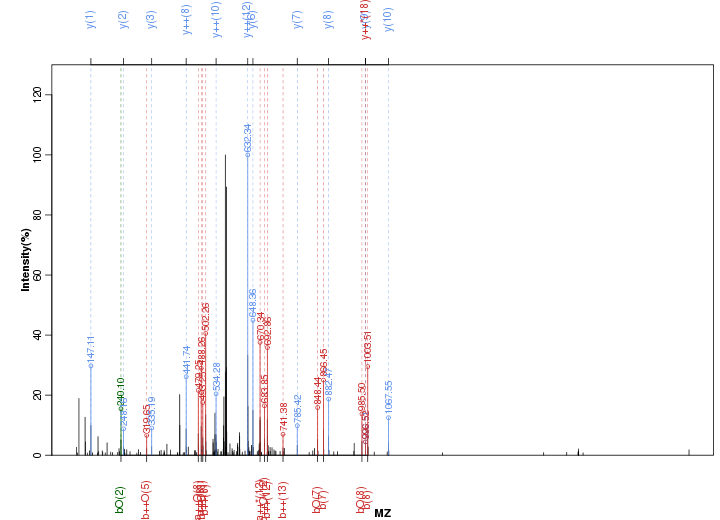 y(1)
y(2)
y(3)
y++(8)
y++(10)
y++(12)
y(7)
y(8)
y(10)
Intensity(%)
0
20
40
60
80
100
120
147.11
240.10
319.65
335.19
441.74
502.26
534.28
632.34
648.36
670.34
692.86
683.85
741.38
785.42
848.44
896.45
882.47
985.50
1003.51
1067.55
bO(2)
b++O(5)
b++(13)
bO(7)
b(7)
bO(8)
b(8)
MZ